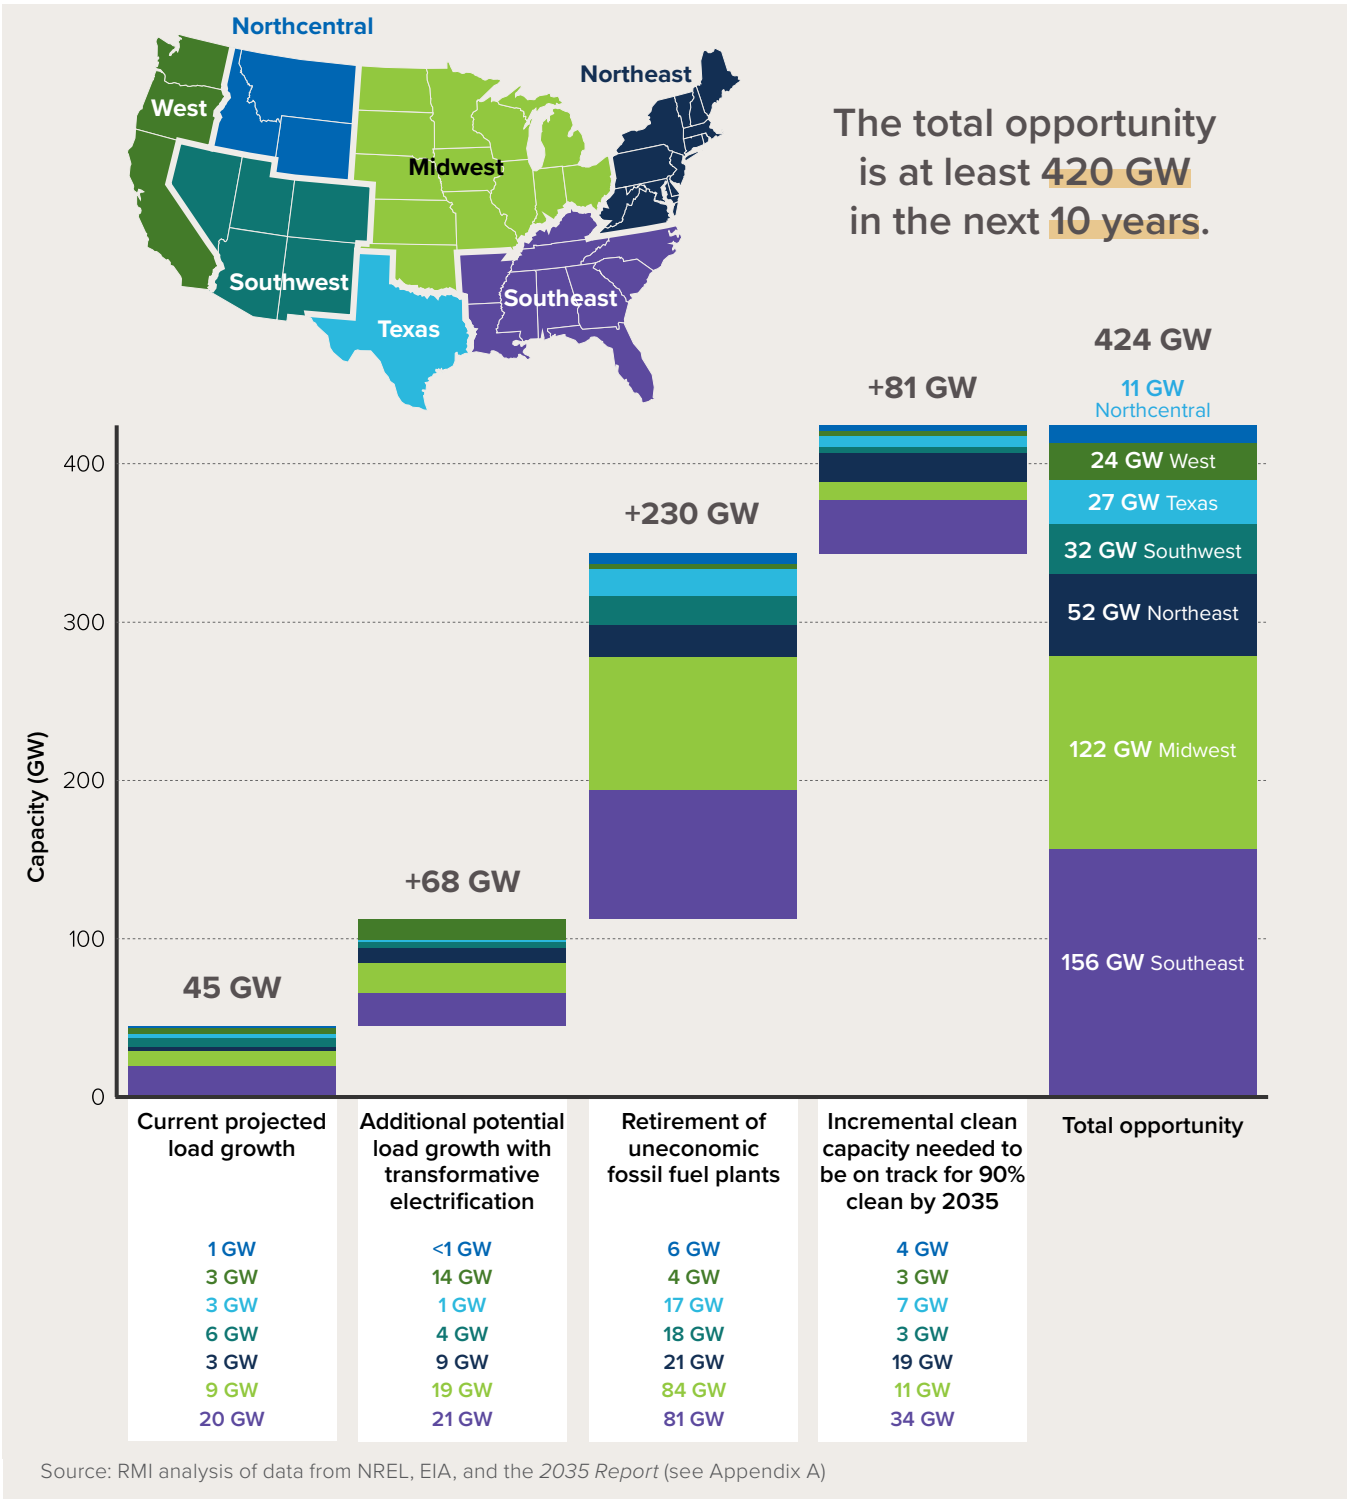 Northcentral
Northeast
West
Midwest
Southwest
Southeast
Texas
The total opportunity
is at least 420 GW
in the next 10 years.
424 GW
+81 GW
11 GW
Northcentral
400
24 GW West
27 GW Texas
+230 GW
32 GW Southwest
300
52 GW Northeast
Capacity (GW)
200
122 GW Midwest
+68 GW
100
156 GW Southeast
45 GW
0
Current projected
load growth
1 GW
3 GW
3 GW
6 GW
3 GW
9 GW
20 GW
Additional potential
load growth with
transformative
electrification
<1 GW
14 GW
1 GW
4 GW
9 GW
19 GW
21 GW
Retirement of
uneconomic
fossil fuel plants
6 GW
4 GW
17 GW
18 GW
21 GW
84 GW
81 GW
Incremental clean
capacity needed to
be on track for 90%
clean by 2035
4 GW
3 GW
7 GW
3 GW
19 GW
11 GW
34 GW
Total opportunity
Source: RMI analysis of data from NREL, EIA, and the 2035 Report (see Appendix A)